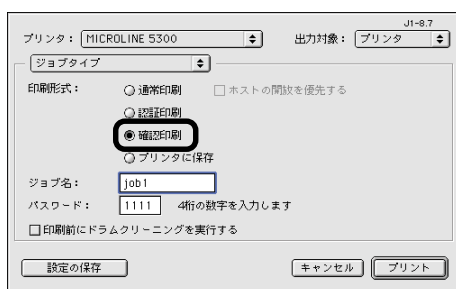 J1-8.7
プリンタ： MICROLINE 5300 出力対象： プリンタ
ジョブタイプ
印刷形式： 通常印刷 ホストの開放を優先する
認証印刷
確認印刷
プリンタに保存
ジョブ名： job1
パスワード： 1111 4桁の数字を入力します
印刷前にドラムクリーニングを実行する
設定の保存 キャンセル プリント